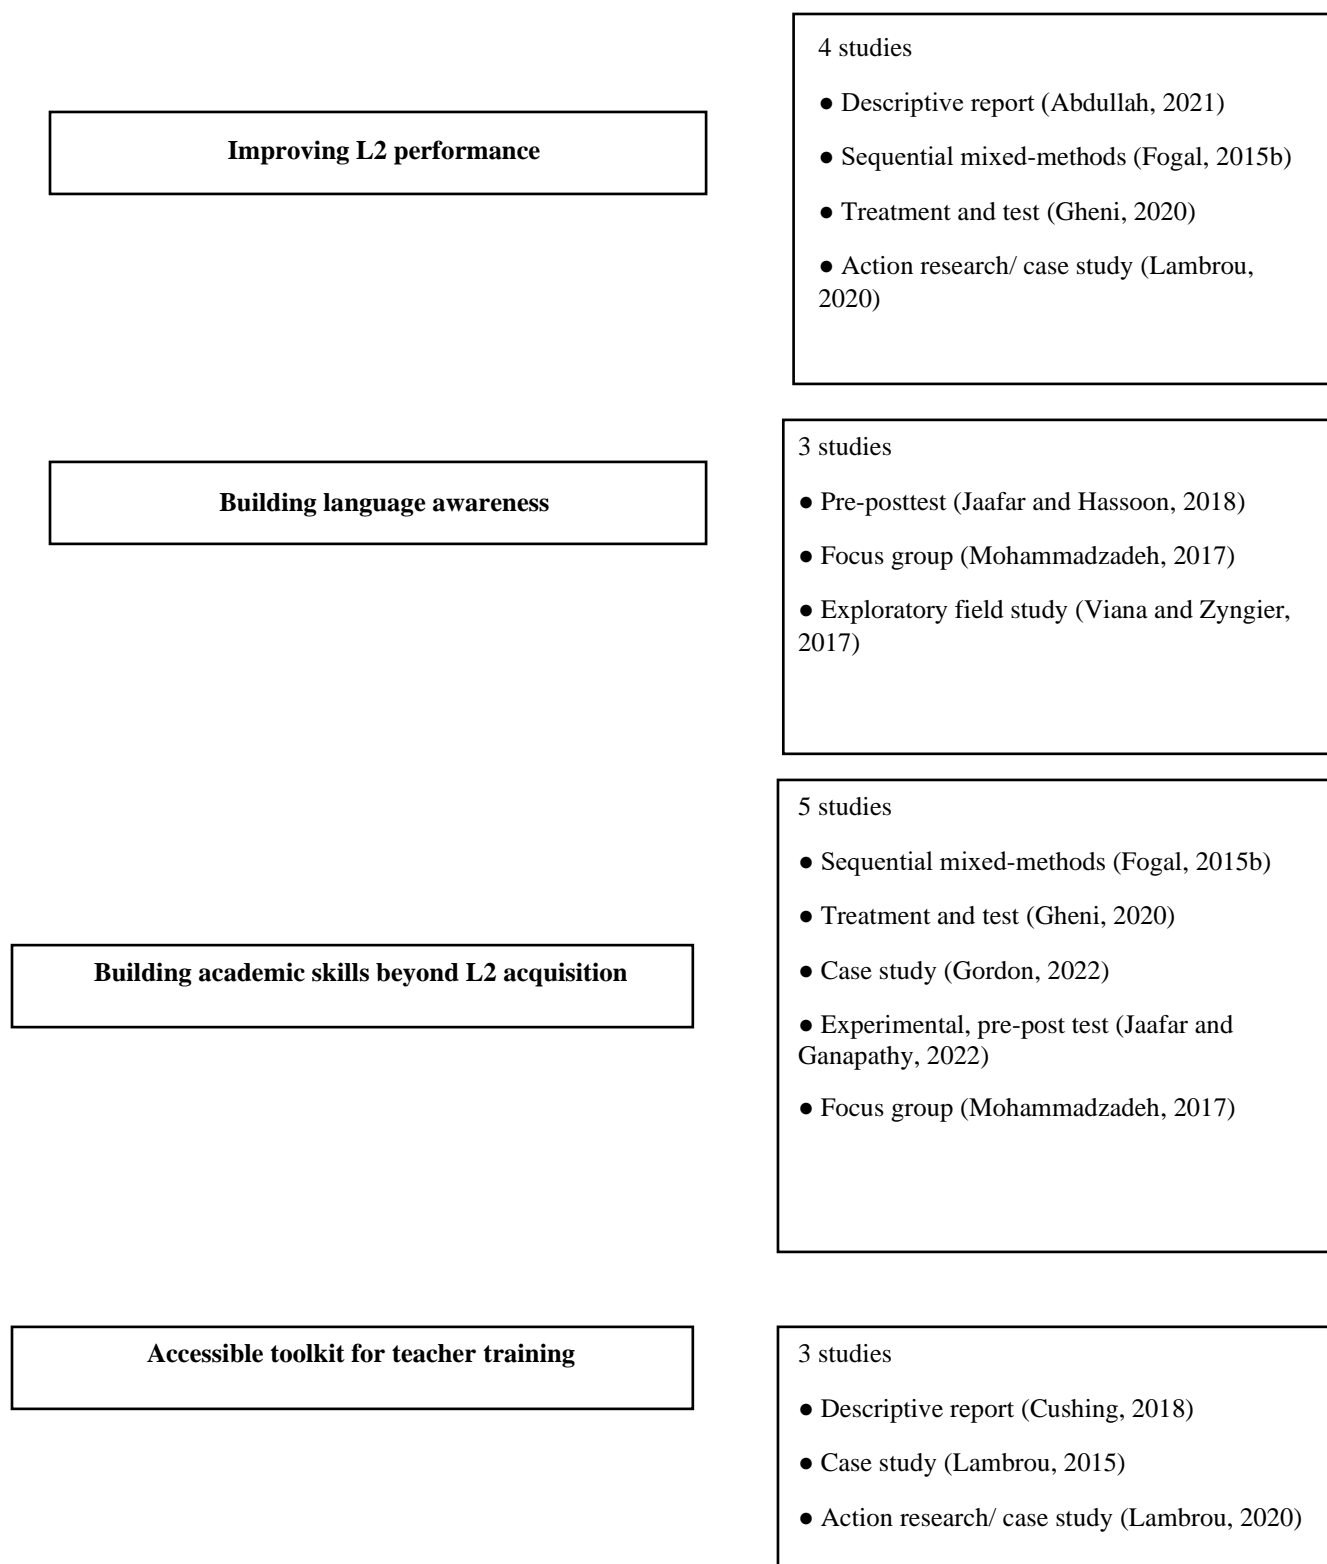 Improving L2 performance
4 studies
● Descriptive report (Abdullah, 2021)
● Sequential mixed-methods (Fogal, 2015b)
● Treatment and test (Gheni, 2020)
● Action research/ case study (Lambrou,
2020)
Building language awareness
3 studies
● Pre-posttest (Jaafar and Hassoon, 2018)
● Focus group (Mohammadzadeh, 2017)
● Exploratory field study (Viana and Zyngier,
2017)
Building academic skills beyond L2 acquisition
5 studies
● Sequential mixed-methods (Fogal, 2015b)
● Treatment and test (Gheni, 2020)
● Case study (Gordon, 2022)
● Experimental, pre-post test (Jaafar and
Ganapathy, 2022)
● Focus group (Mohammadzadeh, 2017)
Accessible toolkit for teacher training
3 studies
● Descriptive report (Cushing, 2018)
● Case study (Lambrou, 2015)
● Action research/ case study (Lambrou, 2020)